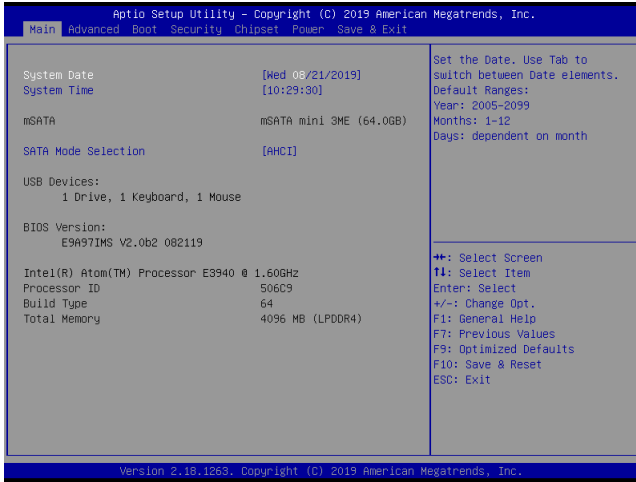 Aptio Setup Utility – Copyright (C) 2019 American Megatrends, Inc.
Main Advanced Boot Security Chipset Power Save & Exit
System Date [Wed 08/21/2019]
System Time [10:29:30]
mSATA mSATA mini 3ME (64.0GB)
SATA Mode Selection [AHCI]
USB Devices:
1 Drive, 1 Keyboard, 1 Mouse
BIOS Version:
E9A97IMS V2.0b2 082119
Intel(R) Atom(TM) Processor E3940 @ 1.60GHz
Processor ID 506C9
Build Type 64
Total Memory 4096 MB (LPDDR4)
Set the Date. Use Tab to
switch between Date elements.
Default Ranges:
Year: 2005-2099
Months: 1-12
Days: dependent on month
→←: Select Screen
↑↓: Select Item
Enter: Select
+/-: Change Opt.
F1: General Help
F7: Previous Values
F9: Optimized Defaults
F10: Save & Reset
ESC: Exit
Version 2.18.1263. Copyright (C) 2019 American Megatrends, Inc.